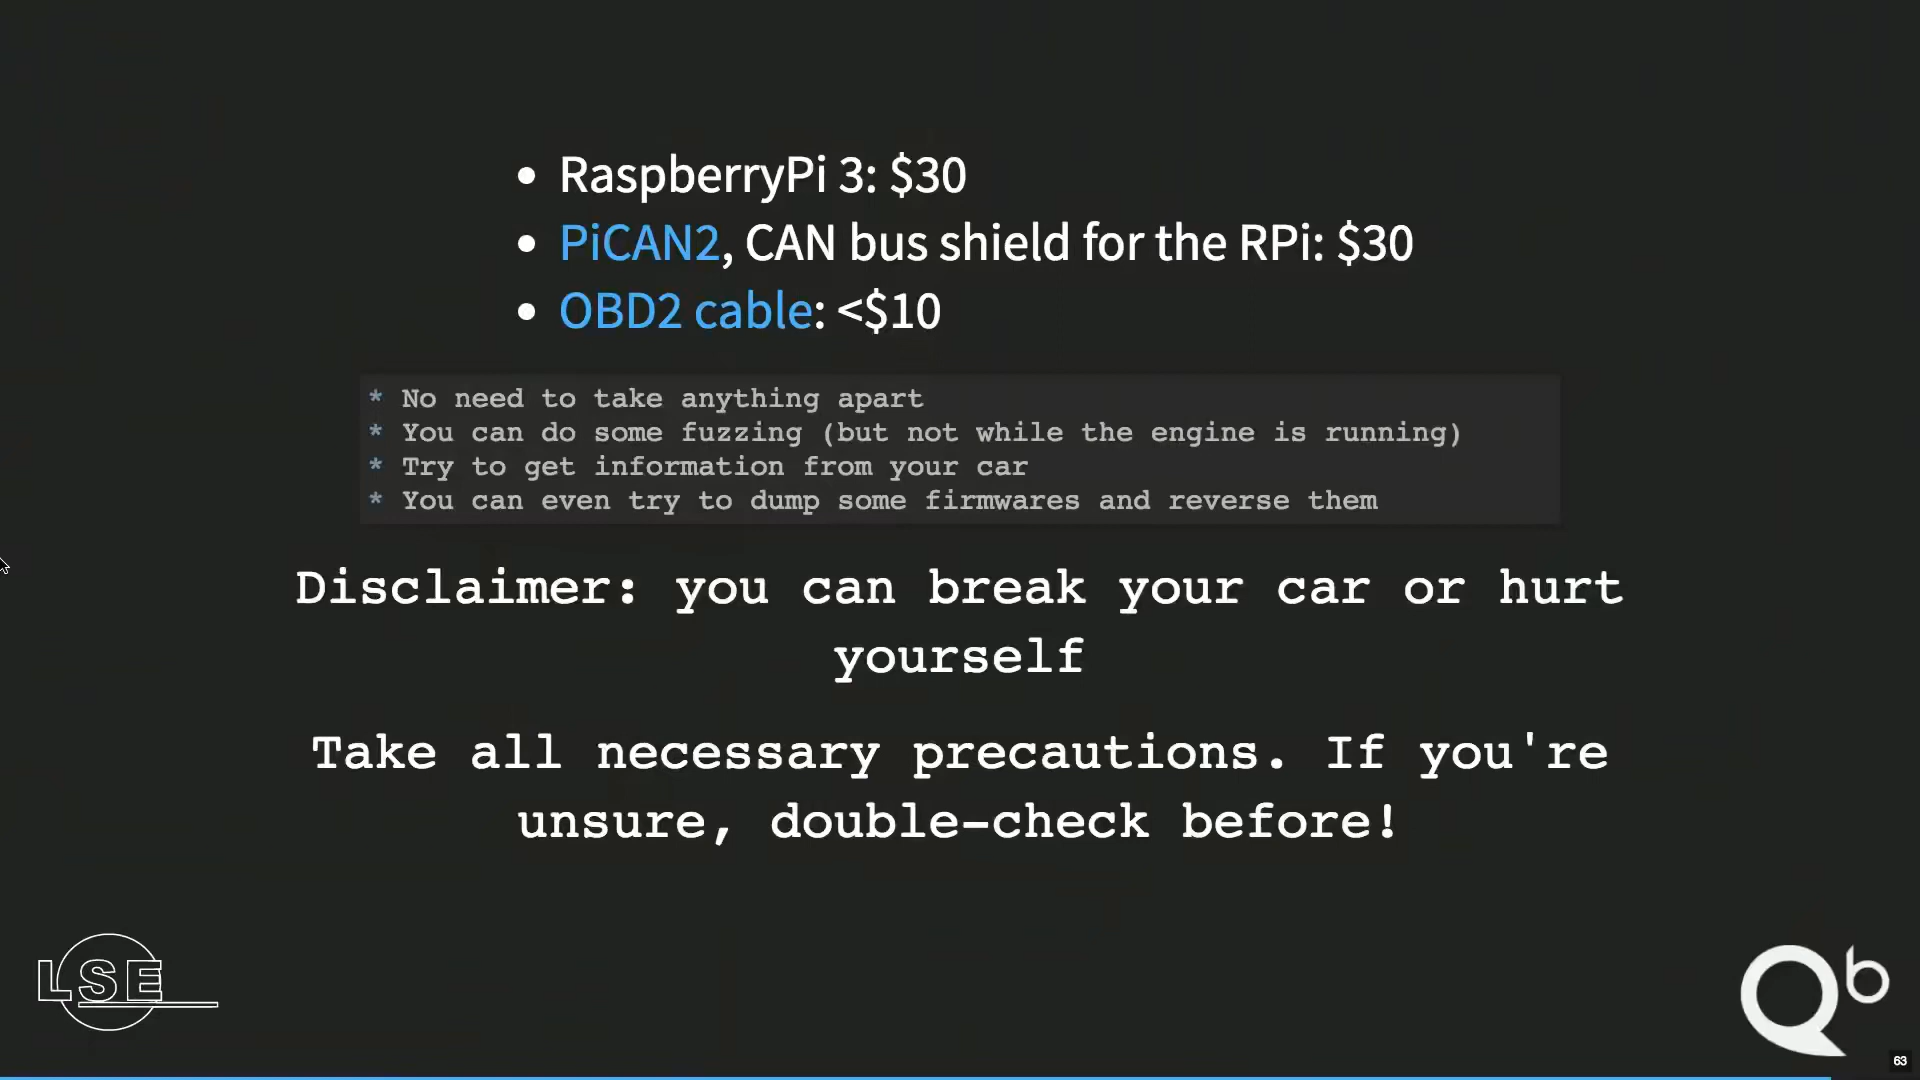 • RaspberryPi 3: $30
• PiCAN2, CAN bus shield for the RPi: $30
• OBD2 cable: <$10
* No need to take anything apart
* You can do some fuzzing (but not while the engine is running)
* Try to get information from your car
* You can even try to dump some firmwares and reverse them
Disclaimer: you can break your car or hurt
yourself
Take all necessary precautions. If you're
unsure, double-check before!
LSE
Qb
63